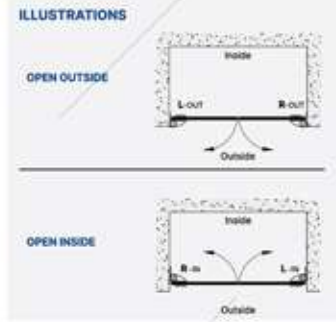 ILLUSTRATIONS
Inside
OPEN OUTSIDE
L-OUT R-OUT
Outside
Inside
OPEN INSIDE
R-IN L-IN
Outside